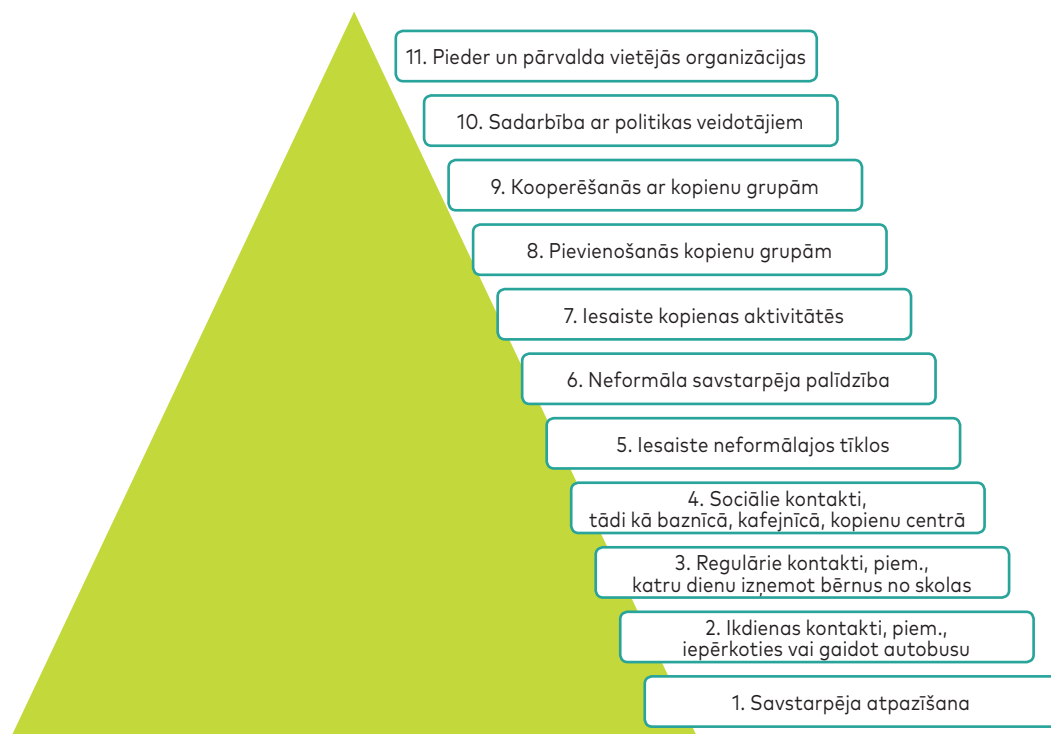 11. Pieder un pārvalda vietējās organizācijas
10. Sadarbība ar politikas veidotājiem
9. Kooperēšanās ar kopienu grupām
8. Pievienošanās kopienu grupām
7. Iesaiste kopienas aktivitātēs
6. Neformāla savstarpēja palīdzība
5. Iesaiste neformālajos tīklos
4. Sociālie kontakti,
tādi kā baznīcā, kafejnīcā, kopienu centrā
3. Regulārie kontakti, piem.,
katru dienu izņemot bērnus no skolas
2. Ikdienas kontakti, piem.,
iepērkoties vai gaidot autobusu
1. Savstarpēja atpazīšana